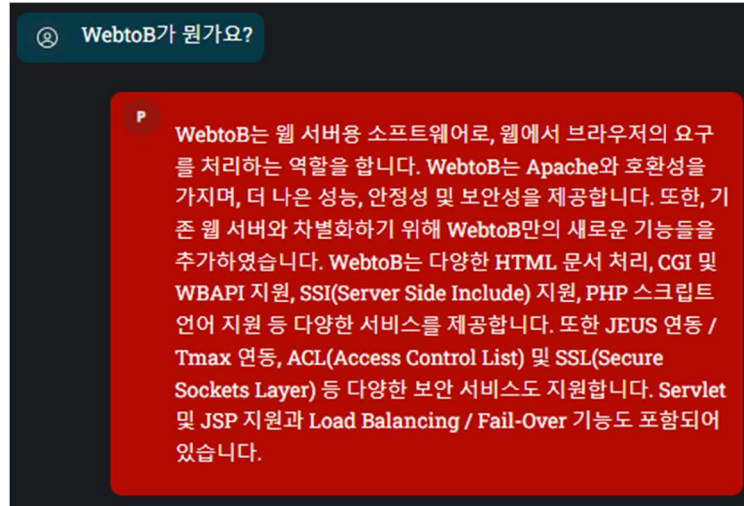 WebtoB가 뭔가요?
P
WebtoB는 웹 서버용 소프트웨어로, 웹에서 브라우저의 요구
를 처리하는 역할을 합니다. WebtoB는 Apache와 호환성을
가지며, 더 나은 성능, 안정성 및 보안성을 제공합니다. 또한, 기
존 웹 서버와 차별화하기 위해 WebtoB만의 새로운 기능들을
추가하였습니다. WebtoB는 다양한 HTML 문서 처리, CGI 및
WBAPI 지원, SSI(Server Side Include) 지원, PHP 스크립트
언어 지원 등 다양한 서비스를 제공합니다. 또한 JEUS 연동 /
Tmax 연동, ACL(Access Control List) 및 SSL(Secure
Sockets Layer) 등 다양한 보안 서비스도 지원합니다. Servlet
및 JSP 지원과 Load Balancing / Fail-Over 기능도 포함되어
있습니다.